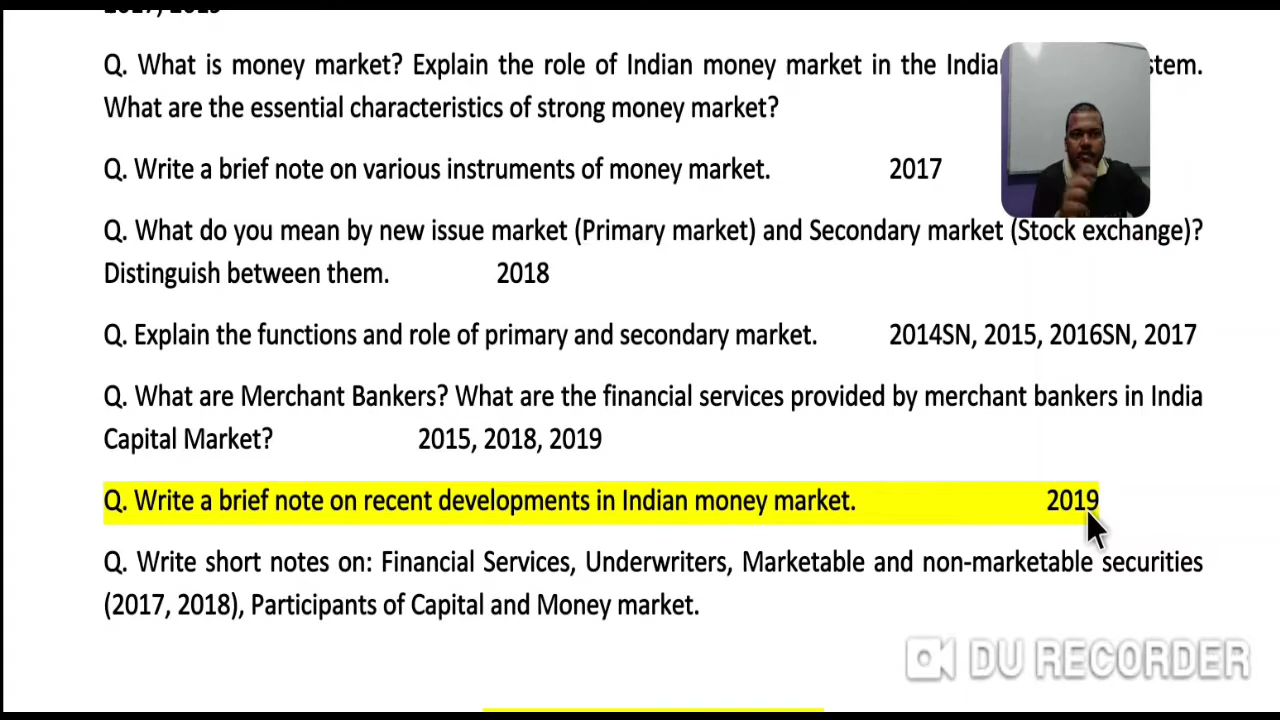 Q. What is money market? Explain the role of Indian money market in the
What are the essential characteristics of strong money market?
Q. Write a brief note on various instruments of money market. 2017
Q. What do you mean by new issue market (Primary market) and Secondary market (Stock exchange)?
Distinguish between them. 2018
Q. Explain the functions and role of primary and secondary market. 2014SN, 2015, 2016SN, 2017
Q. What are Merchant Bankers? What are the financial services provided by merchant bankers in India
Capital Market? 2015, 2018, 2019
Q. Write a brief note on recent developments in Indian money market. 2019
Q. Write short notes on: Financial Services, Underwriters, Marketable and non-marketable securities
(2017, 2018), Participants of Capital and Money market.
DU RECORDER